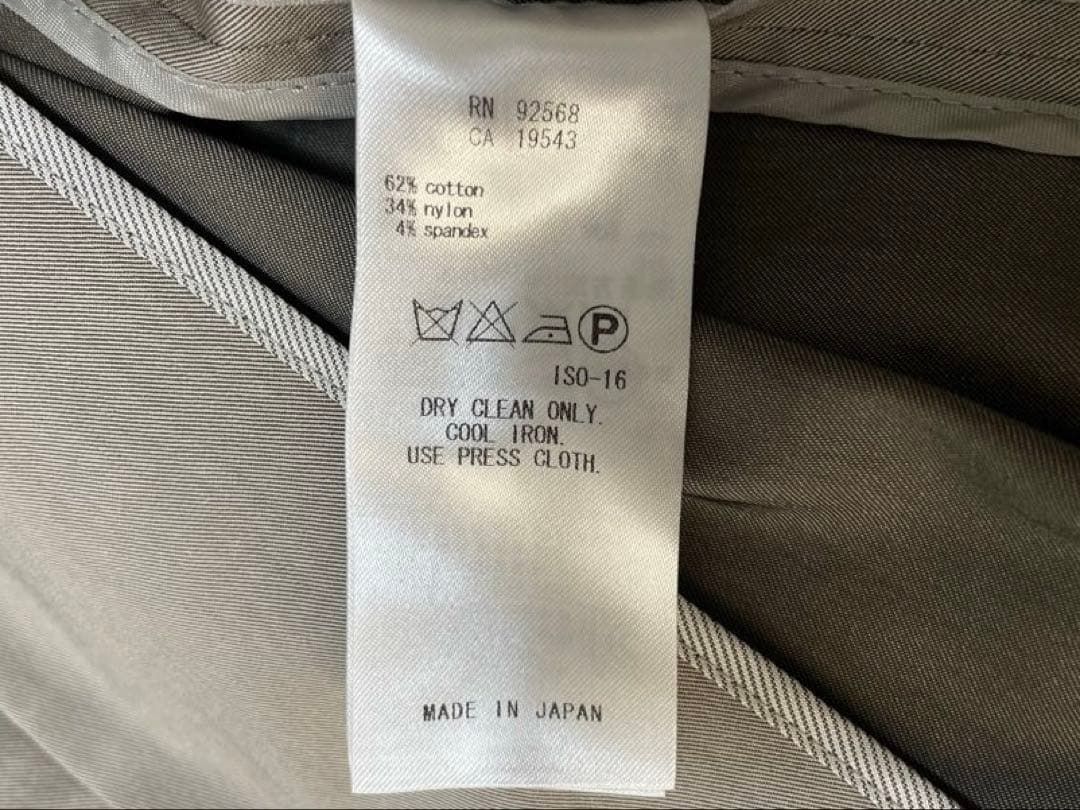 RN 92568
CA 19543
62% cotton
34% nylon
4% spandex
P
ISO-16
DRY CLEAN ONLY.
COOL IRON.
USE PRESS CLOTH.
MADE IN JAPAN